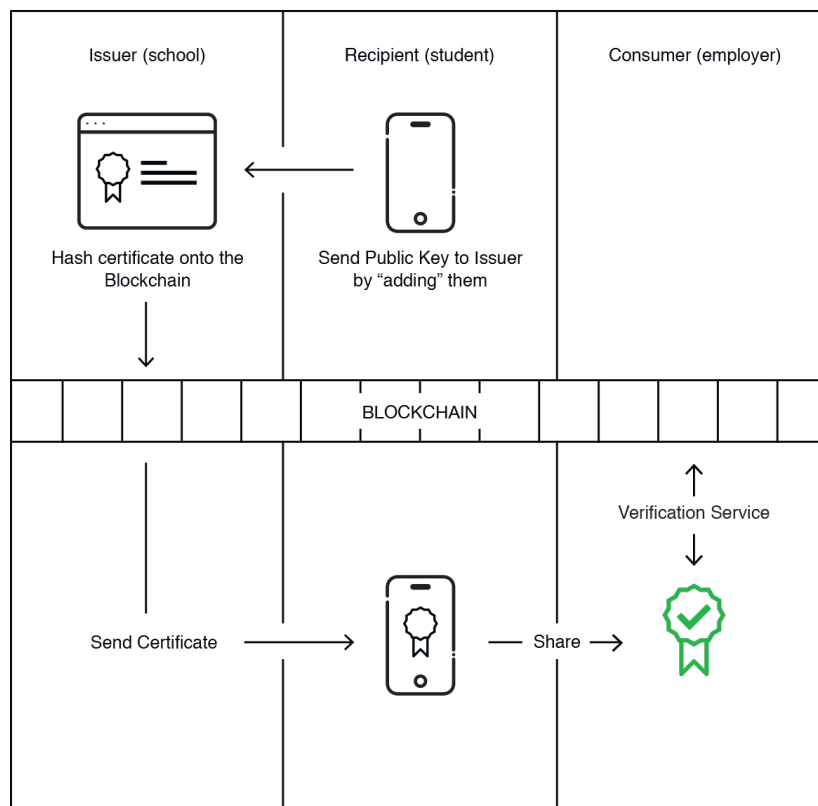 Issuer (school)
Recipient (student)
Consumer (employer)
Hash certificate onto the
Blockchain
Send Public Key to Issuer
by “adding” them
BLOCKCHAIN
Verification Service
Send Certificate
Share